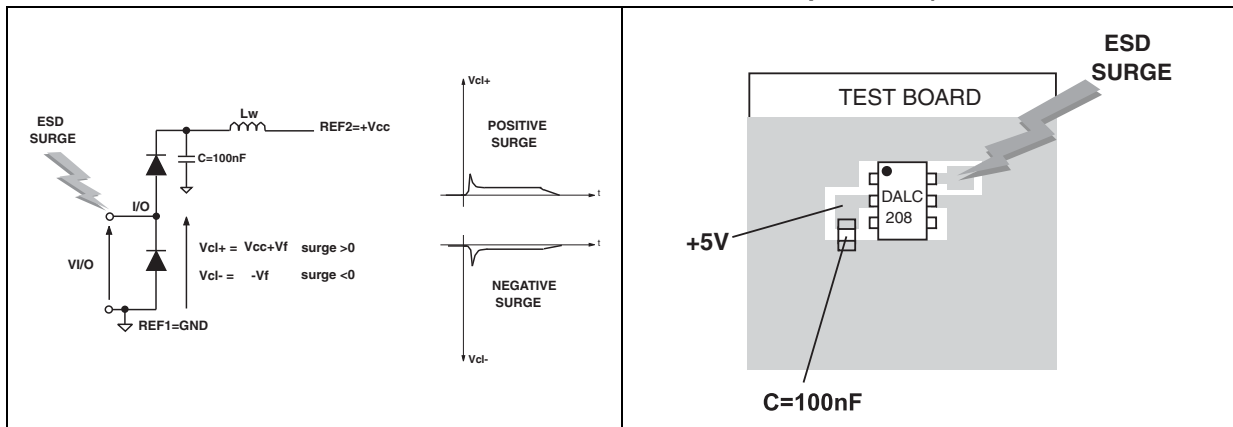 ESD
SURGE
Lw
REF2=+Vcc
C=100nF
I/O
VI/O
Vcl+ = Vcc+Vf surge >0
Vcl- = -Vf surge <0
REF1=GND
Vcl+
POSITIVE
SURGE
t
t
NEGATIVE
SURGE
Vcl-
ESD
SURGE
TEST BOARD
DALC
208
+5V
C=100nF